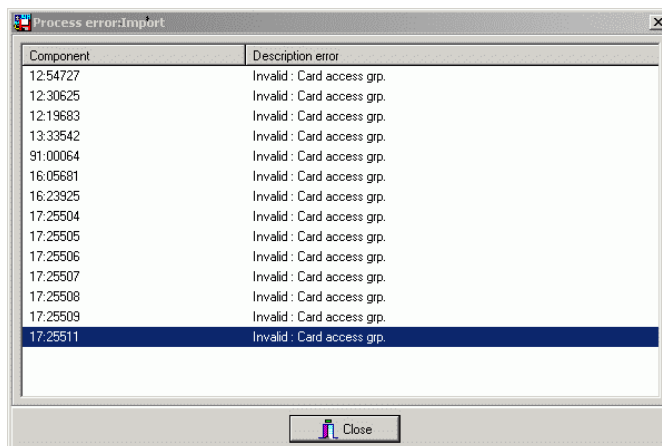 Process error:Import
Component Description error
12:54727 Invalid : Card access grp.
12:30625 Invalid : Card access grp.
12:19683 Invalid : Card access grp.
13:33542 Invalid : Card access grp.
91:00064 Invalid : Card access grp.
16:05681 Invalid : Card access grp.
16:23925 Invalid : Card access grp.
17:25504 Invalid : Card access grp.
17:25505 Invalid : Card access grp.
17:25506 Invalid : Card access grp.
17:25507 Invalid : Card access grp.
17:25508 Invalid : Card access grp.
17:25509 Invalid : Card access grp.
17:25511 Invalid : Card access grp.
Close